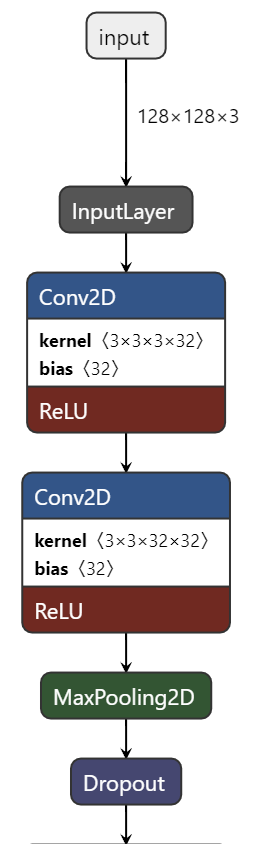 input
128×128×3
InputLayer
Conv2D
kernel〈3×3×3×32〉
bias〈32〉
ReLU
Conv2D
kernel〈3×3×32×32〉
bias〈32〉
ReLU
MaxPooling2D
Dropout